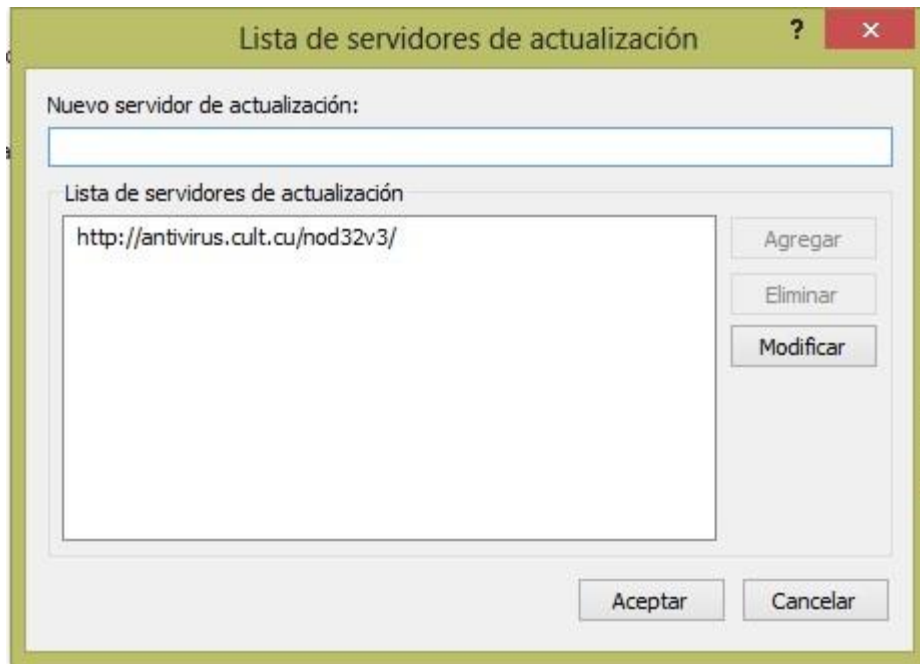 Lista de servidores de actualización
?
x
Nuevo servidor de actualización:
Lista de servidores de actualización
http://antivirus.cult.cu/nod32v3/
Agregar
Eliminar
Modificar
Aceptar
Cancelar